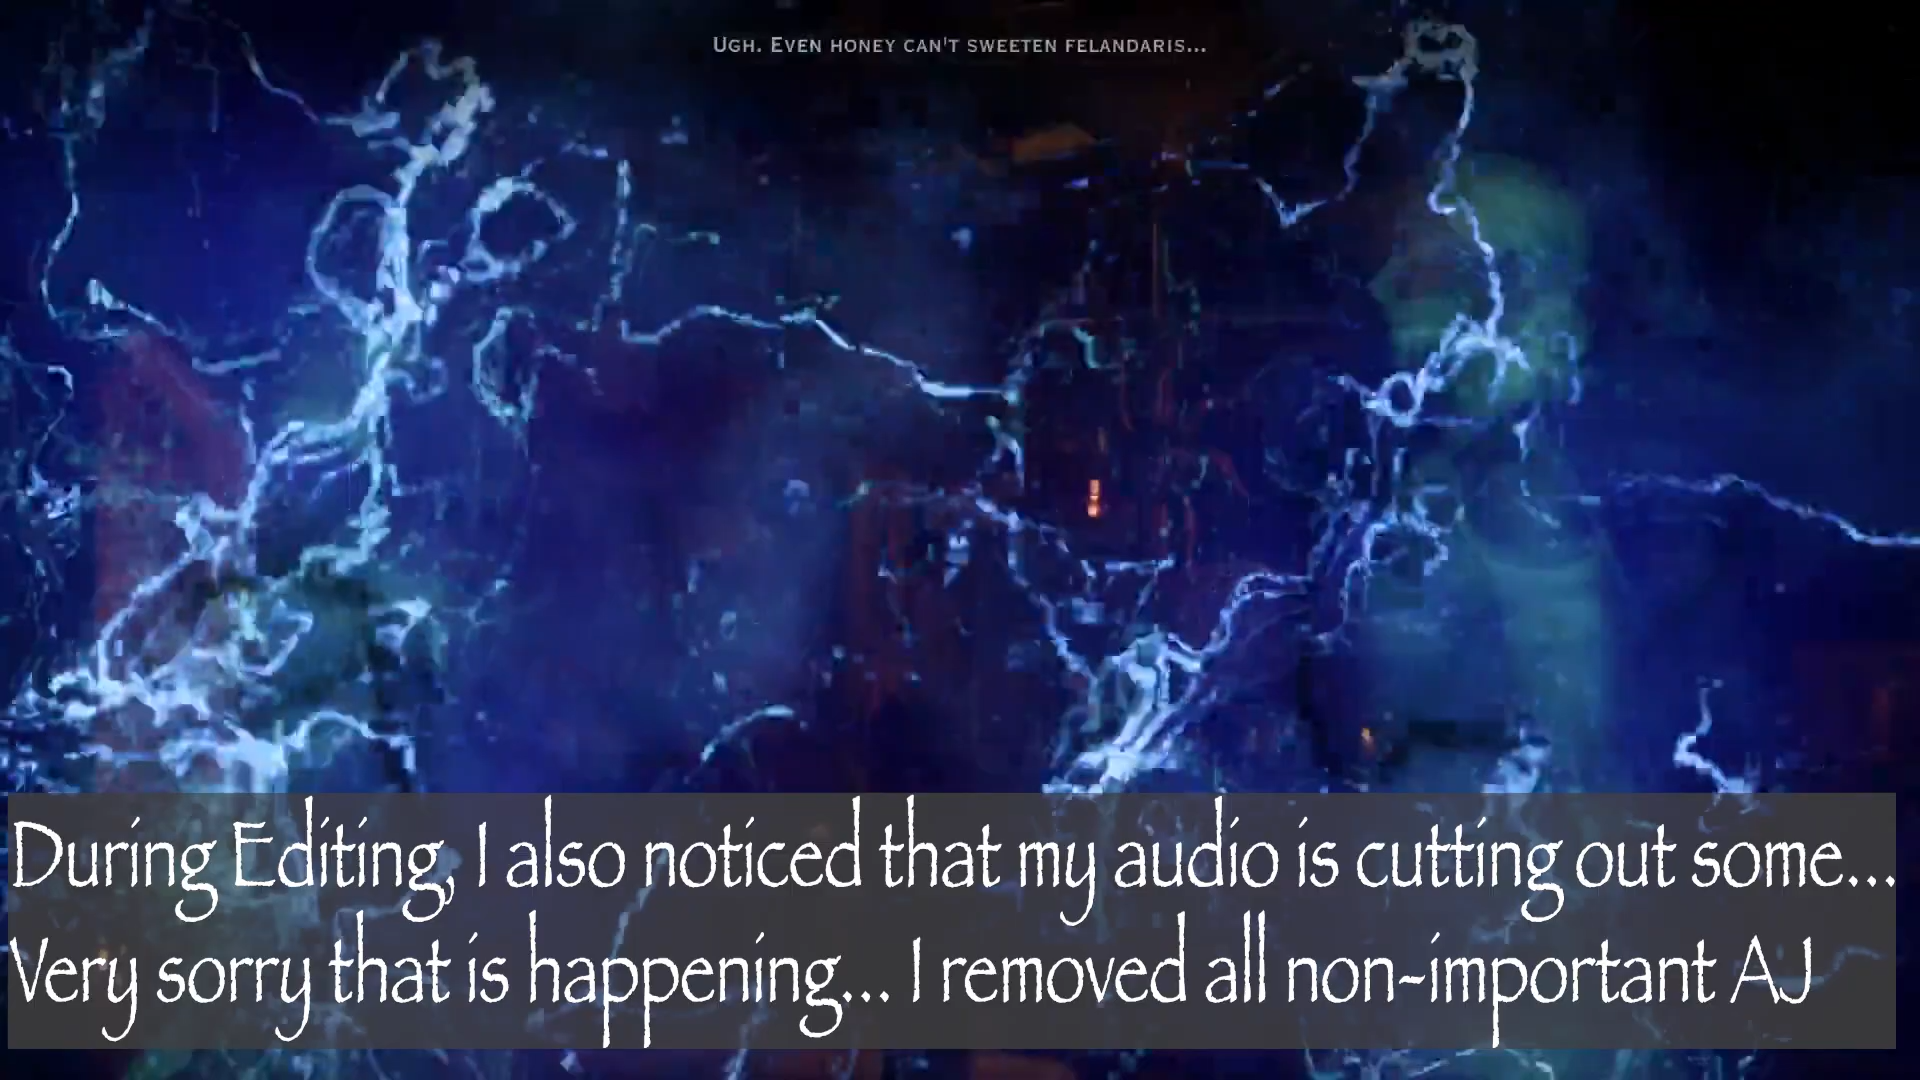 Ugh. Even honey can't sweeten felandaris...
During Editing, I also noticed that my audio is cutting out some...
Very sorry that is happening... I removed all non-important AJ